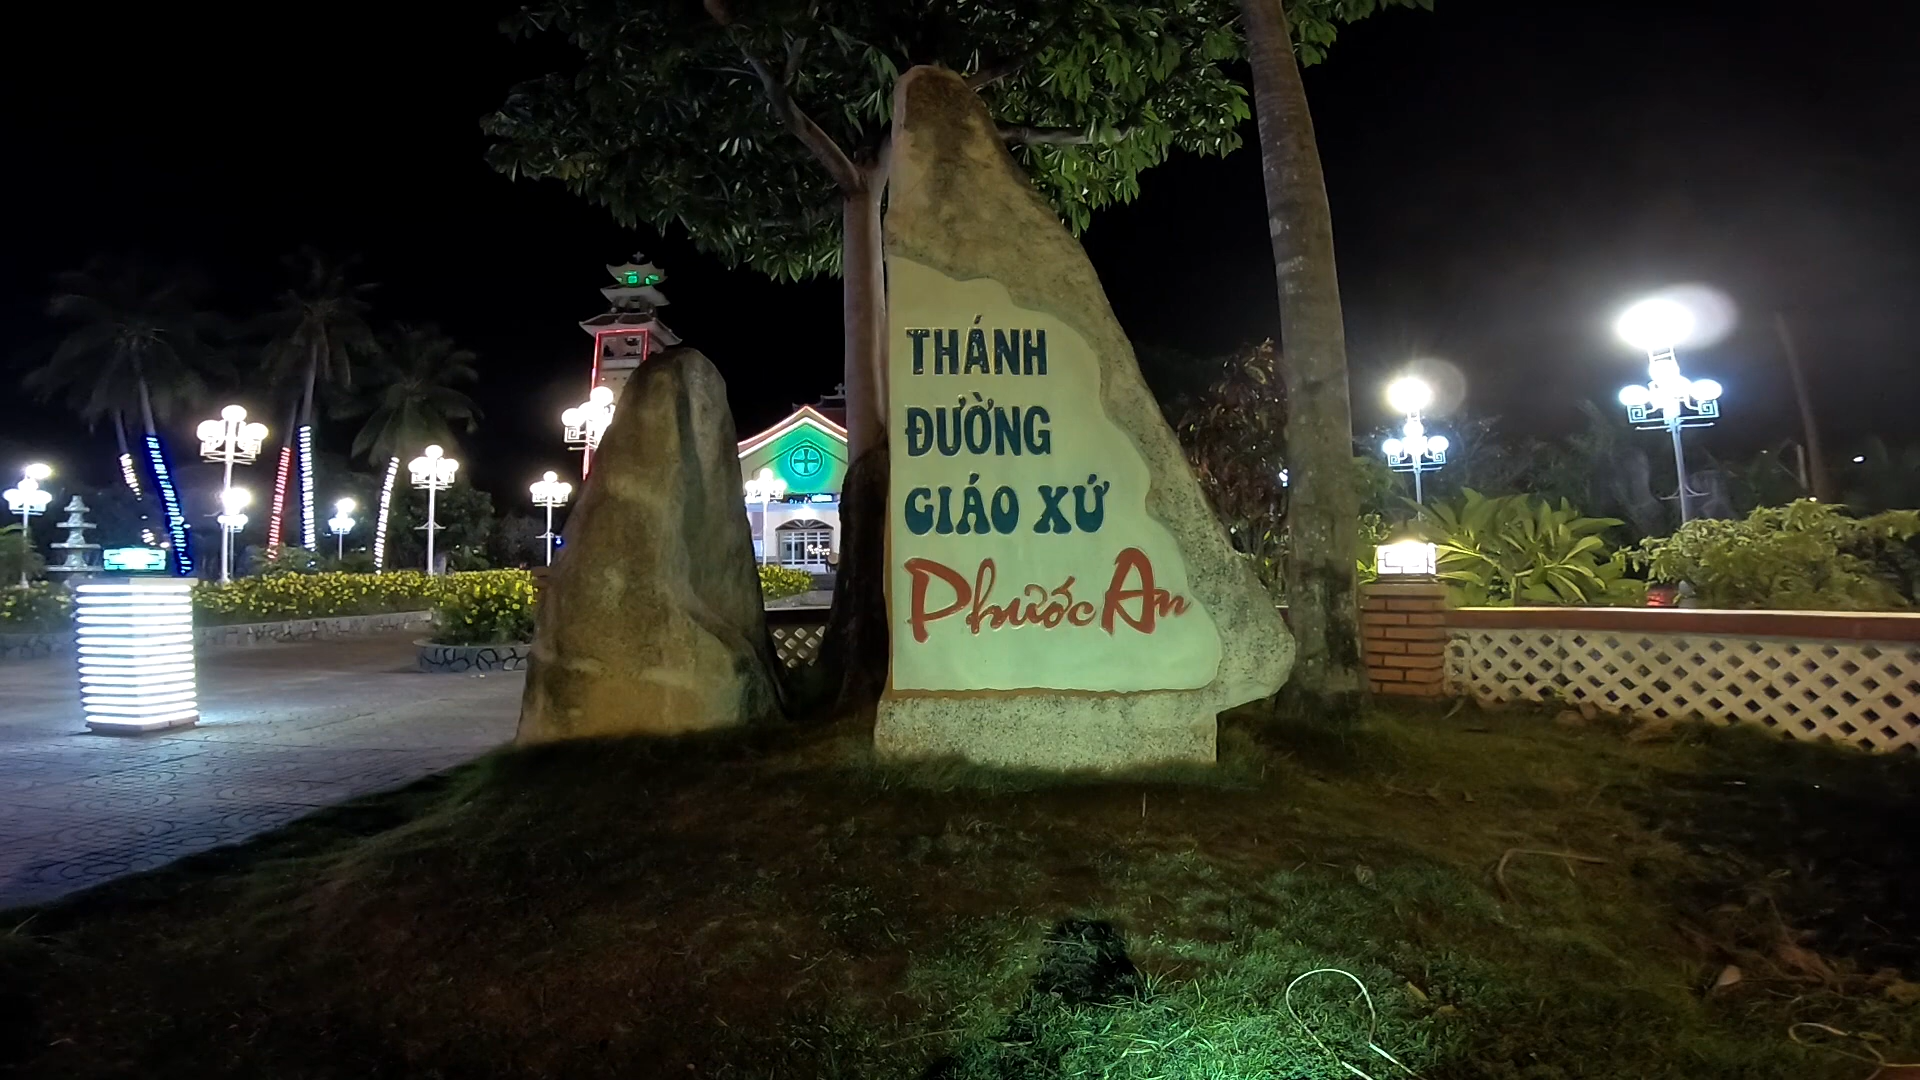 THÁNH
ĐƯỜNG
GIÁO XỨ
Phước An